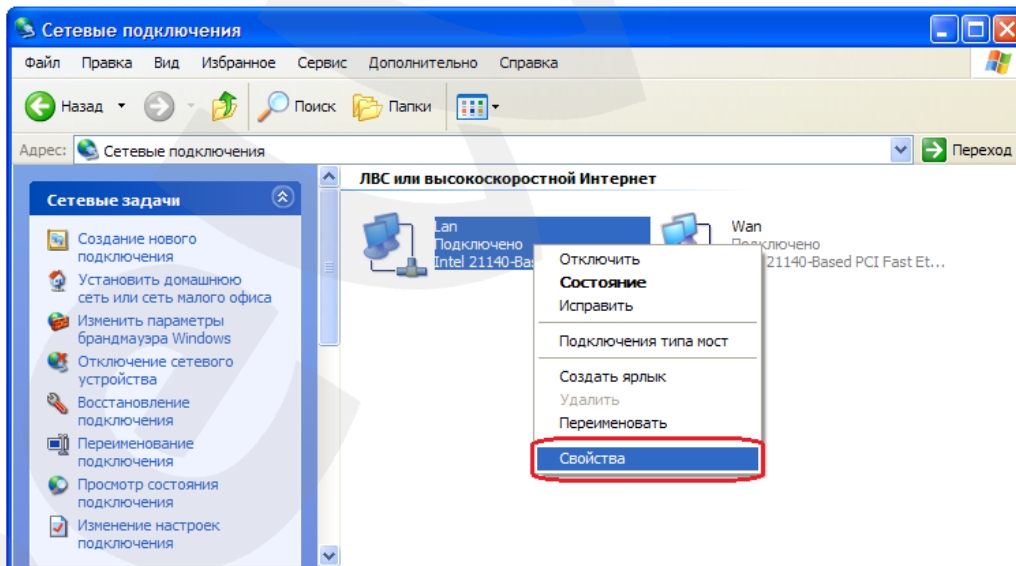 Сетевые подключения
Файл Правка Вид Избранное Сервис Дополнительно Справка
Назад Поиск Папки
Адрес: Сетевые подключения Переход
Сетевые задачи
Создание нового
подключения
Установить домашнюю
сеть или сеть малого офиса
Изменить параметры
брандмауэра Windows
Отключение сетевого
устройства
Восстановление
подключения
Переименование
подключения
Просмотр состояния
подключения
Изменение настроек
подключения
ЛВС или высокоскоростной Интернет
Lan
Подключено
Intel 21140-Ba
Wan
Подключено
21140-Based PCI Fast Et...
Отключить
Состояние
Исправить
Подключения типа мост
Создать ярлык
Удалить
Переименовать
Свойства